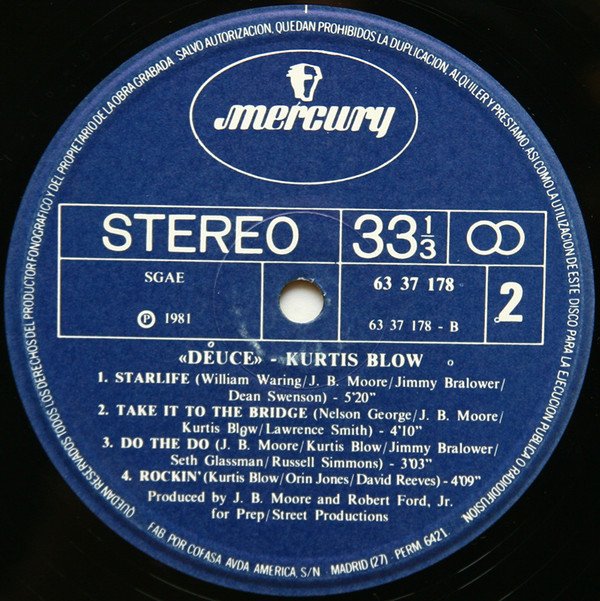 QUEDAN RESERVADOS TODOS LOS DERECHOS DEL PRODUCTOR FONOGRAFICO Y DEL PROPIETARIO DE LA OBRA GRABADA. SALVO AUTORIZACION, QUEDAN PROHIBIDOS LA DUPLICACION, ALQUILER Y PRESTAMO, ASI COMO LA UTILIZACION DE ESTE DISCO PARA LA EJECUCION PUBLICA O RADIODIFUSION.
mercury
STEREO 33 1/3
SGAE 63 37 178 2
℗ 1981 63 37 178 - B
«DEUCE» - KURTIS BLOW
1. STARLIFE (William Waring/J. B. Moore/Jimmy Bralower/
Dean Swenson) - 5'20"
2. TAKE IT TO THE BRIDGE (Nelson George/J. B. Moore/
Kurtis Blow/Lawrence Smith) - 4'10"
3. DO THE DO (J. B. Moore/Kurtis Blow/Jimmy Bralower/
Seth Glassman/Russell Simmons) - 3'03"
4. ROCKIN' (Kurtis Blow/Orin Jones/David Reeves) - 4'09"
Produced by J. B. Moore and Robert Ford, Jr.
for Prep/Street Productions
FAB. POR COFASA AVDA. AMERICA, S/N MADRID (27) - PERM 6421.